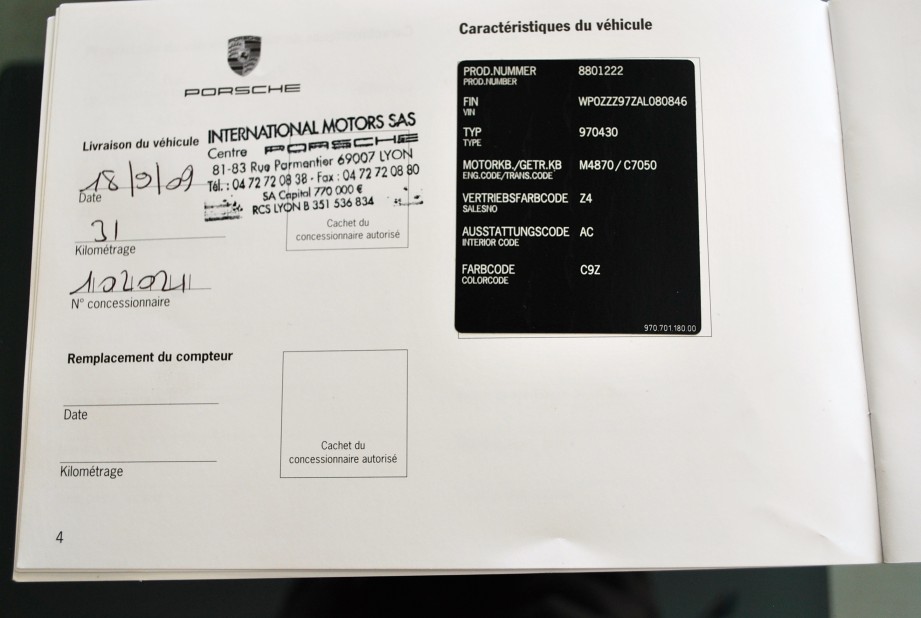 PORSCHE
Livraison du véhicule
INTERNATIONAL MOTORS SAS
Centre PORSCHE
81-83 Rue Parmentier 69007 LYON
Tél. : 04 72 72 08 38 - Fax : 04 72 72 08 80
SA Capital 770 000 €
RCS LYON B 351 536 834
18/9/09
Date
31
Kilométrage
Cachet du
concessionnaire autorisé
N° concessionnaire
Remplacement du compteur
Date
Kilométrage
Cachet du
concessionnaire autorisé
4
Caractéristiques du véhicule
PROD.NUMMER 8801222
PROD.NUMBER
FIN WP0ZZZ97ZAL080846
VIN
TYP 970430
TYPE
MOTORKB./GETR.KB M4870 / C7050
ENG.CODE/TRANS.CODE
VERTRIEBSFARBCODE Z4
SALESNO
AUSSTATTUNGSCODE AC
INTERIOR CODE
FARBCODE C9Z
COLORCODE
970.701.180.00